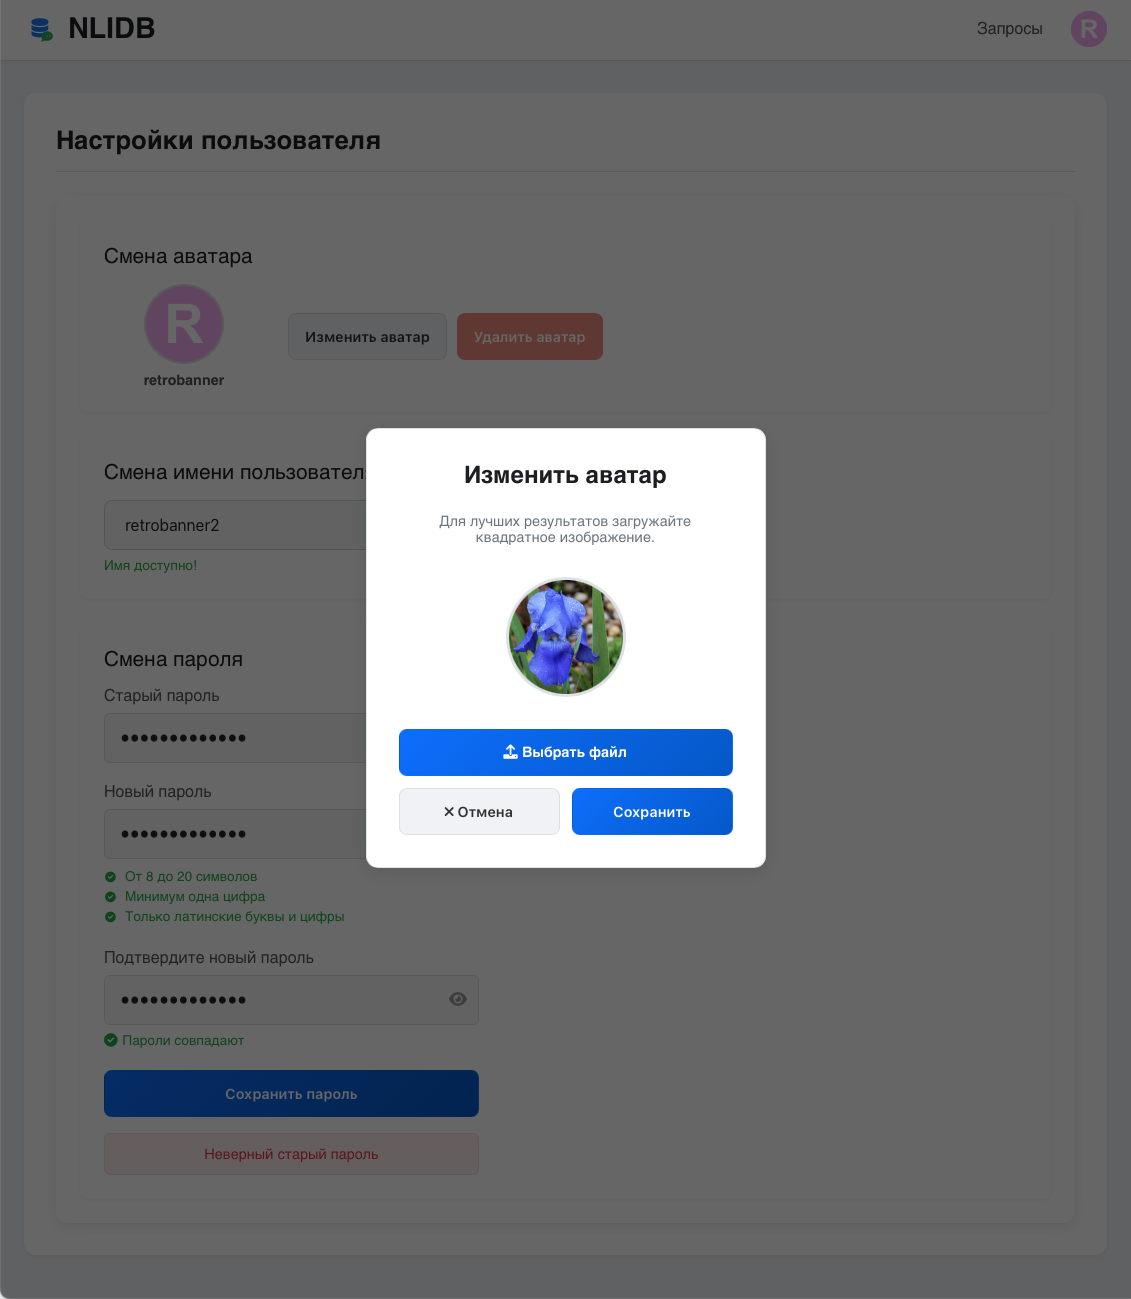 NLIDB
Запросы
R
Настройки пользователя
Смена аватара
R
Изменить аватар
Удалить аватар
retrobanner
Смена имени пользовател
retrobanner2
Имя доступно!
Изменить аватар
Для лучших результатов загружайте
квадратное изображение.
Выбрать файл
Отмена
Сохранить
Смена пароля
Старый пароль
•••••••••••••
Новый пароль
•••••••••••••
От 8 до 20 символов
Минимум одна цифра
Только латинские буквы и цифры
Подтвердите новый пароль
•••••••••••••
Пароли совпадают
Сохранить пароль
Неверный старый пароль